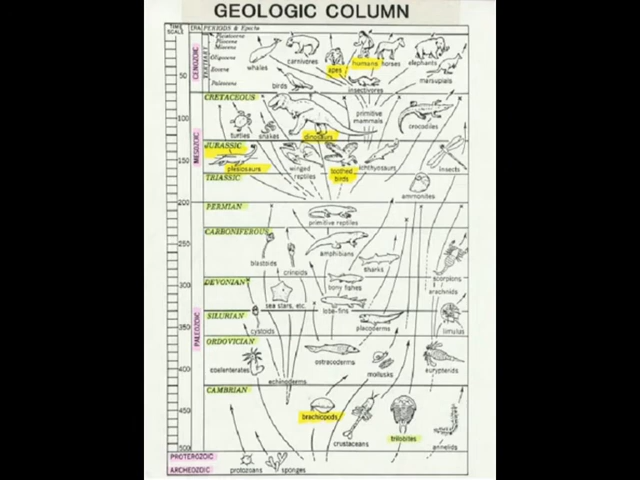 GEOLOGIC COLUMN
TIME SCALE ERA PERIODS & Epochs
Pleistocene
Pliocene
Miocene
Oligocene
Eocene
Paleocene
CENOZOIC
TERTIARY
whales carnivores apes humans horses elephants
50
birds insectivores marsupials
CRETACEOUS
100
turtles snakes dinosaurs primitive mammals crocodiles
MESOZOIC
JURASSIC
150
plesiosaurs winged reptiles toothed birds ichthyosaurs insects
TRIASSIC
ammonites
200
PERMIAN
primitive reptiles
CARBONIFEROUS
250
blastoids crinoids amphibians sharks scorpions
DEVONIAN
arachnids
300
sea stars, etc. bony fishes
lobe-fins
SILURIAN
cystoids placoderms limulus
PALEOZOIC
350
ORDOVICIAN
coelenterates ostracoderms mollusks eurypterids
400
echinoderms
CAMBRIAN
450
brachiopods crustaceans trilobites annelids
500
PROTEROZOIC
ARCHEOZOIC
protozoans sponges